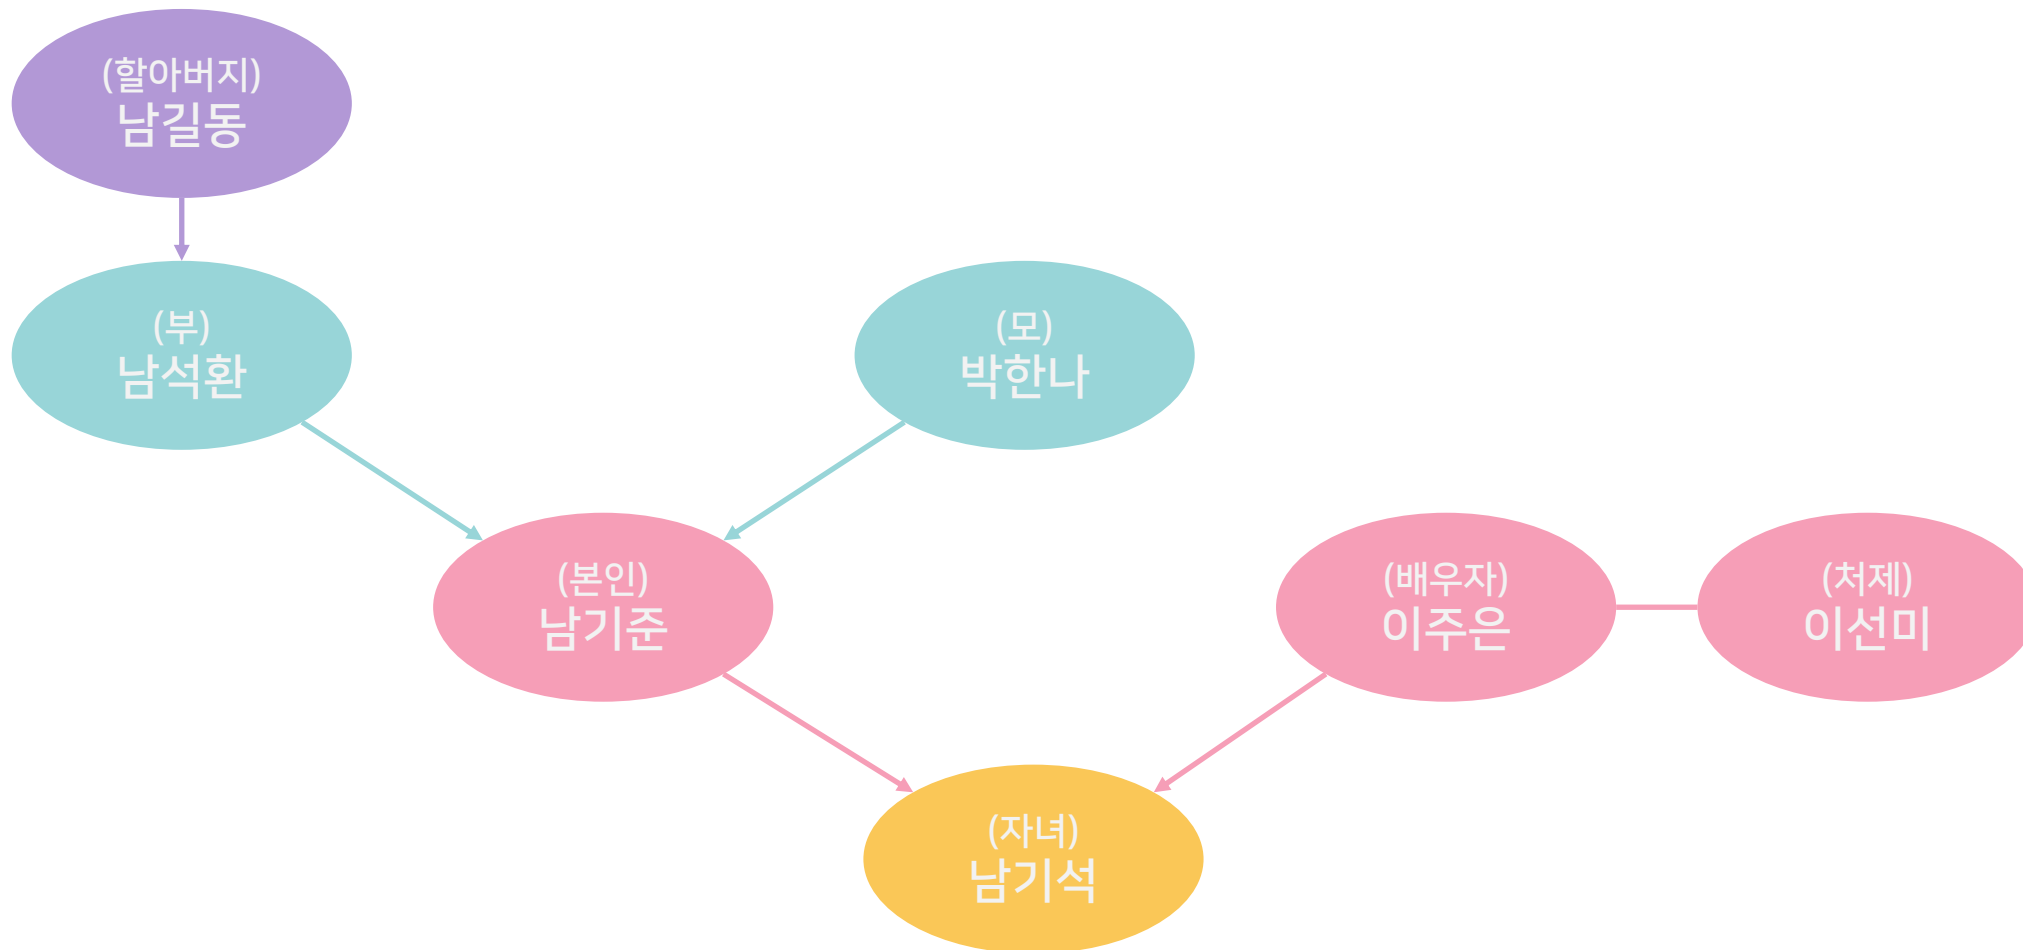 (할아버지)
남길동
(부)
남석환
(모)
박한나
(본인)
남기준
(배우자)
이주은
(처제)
이선미
(자녀)
남기석